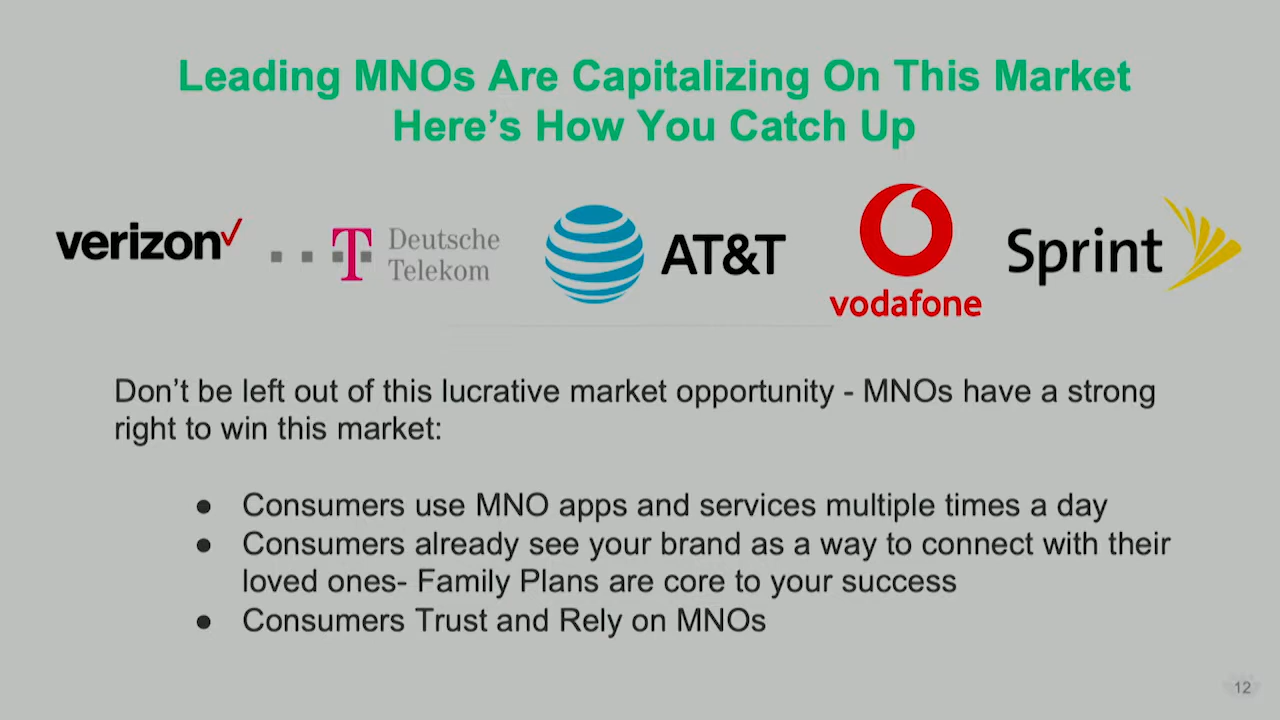 Leading MNOs Are Capitalizing On This Market
Here's How You Catch Up
verizon
T Deutsche
Telekom
AT&T
vodafone
Sprint
Don't be left out of this lucrative market opportunity - MNOs have a strong
right to win this market:
● Consumers use MNO apps and services multiple times a day
● Consumers already see your brand as a way to connect with their
loved ones- Family Plans are core to your success
● Consumers Trust and Rely on MNOs
12